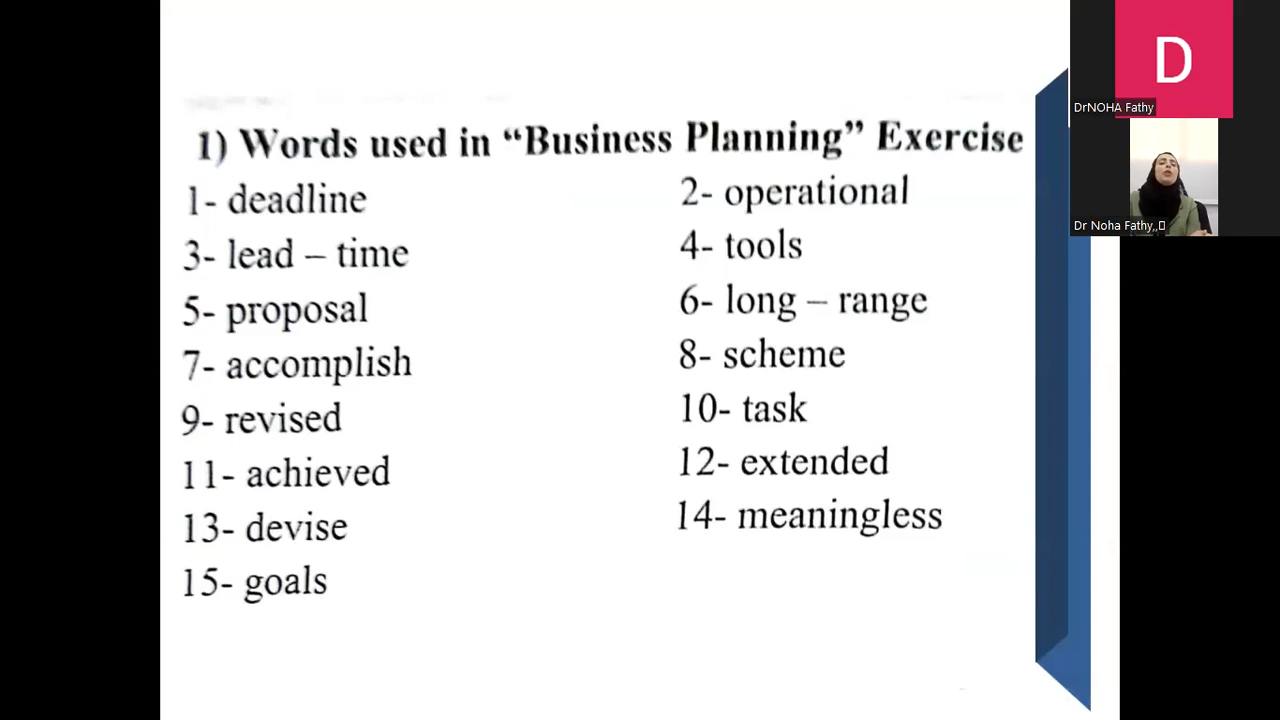 1) Words used in “Business Planning” Exercise
1- deadline
2- operational
3- lead – time
4- tools
5- proposal
6- long – range
7- accomplish
8- scheme
9- revised
10- task
11- achieved
12- extended
13- devise
14- meaningless
15- goals
D
DrNOHA Fathy
Dr Noha Fathy,,